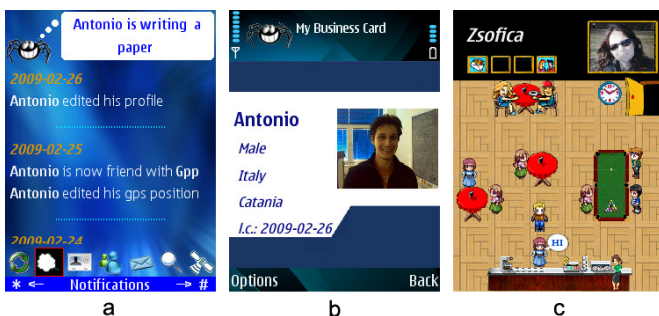 Antonio is writing a
paper
2009-02-26
Antonio edited his profile
2009-02-25
Antonio is now friend with Gpp
Antonio edited his gps position
2009-02-24
* <- Notifications -> #
a
My Business Card
Antonio
Male
Italy
Catania
l.c.: 2009-02-26
Options Back
b
Zsofica
HI
c